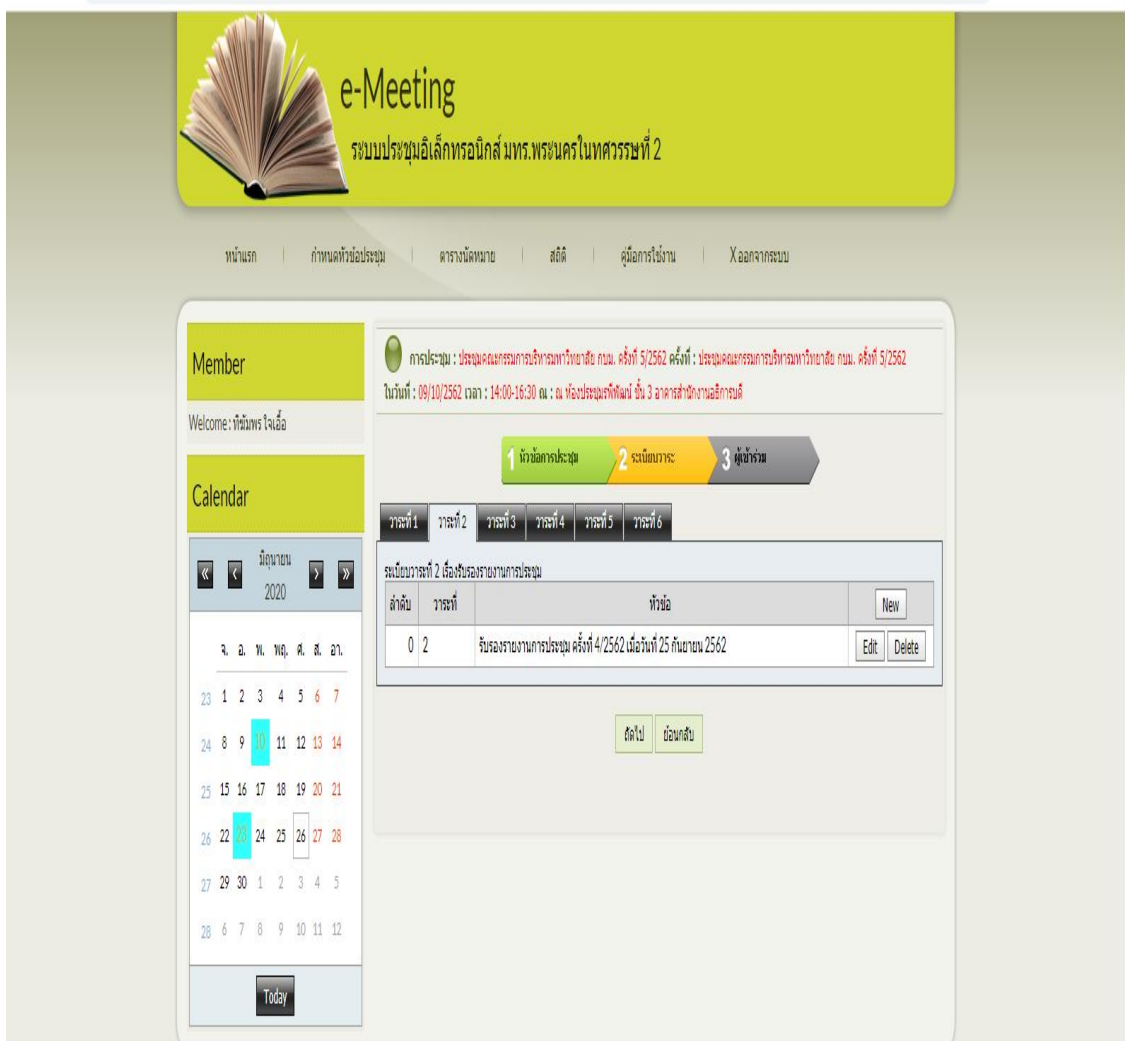 e-Meeting
ระบบประชุมอิเล็กทรอนิกส์ มทร.พระนครในทศวรรษที่ 2
หน้าแรก
กำหนดหัวข้อประชุม
ตารางนัดหมาย
สถิติ
คู่มือการใช้งาน
X ออกจากระบบ
Member
Welcome : ทิฆัมพร ใจเอื้อ
Calendar
« ‹ มิถุนายน 2020 › »
จ. อ. พ. พฤ. ศ. ส. อา.
23 1 2 3 4 5 6 7
24 8 9 10 11 12 13 14
25 15 16 17 18 19 20 21
26 22 23 24 25 26 27 28
27 29 30 1 2 3 4 5
28 6 7 8 9 10 11 12
Today
การประชุม : ประชุมคณะกรรมการบริหารมหาวิทยาลัย กบม. ครั้งที่ 5/2562 ครั้งที่ : ประชุมคณะกรรมการบริหารมหาวิทยาลัย กบม. ครั้งที่ 5/2562
ในวันที่ : 09/10/2562 เวลา : 14:00-16:30 ณ : ณ ห้องประชุมรพีพัฒน์ ชั้น 3 อาคารสำนักงานอธิการบดี
1 หัวข้อการประชุม 2 ระเบียบวาระ 3 ผู้เข้าร่วม
วาระที่ 1 วาระที่ 2 วาระที่ 3 วาระที่ 4 วาระที่ 5 วาระที่ 6
ระเบียบวาระที่ 2 เรื่องรับรองรายงานการประชุม
ลำดับ วาระที่ หัวข้อ New
0 2 รับรองรายงานการประชุม ครั้งที่ 4/2562 เมื่อวันที่ 25 กันยายน 2562 Edit Delete
ถัดไป ย้อนกลับ